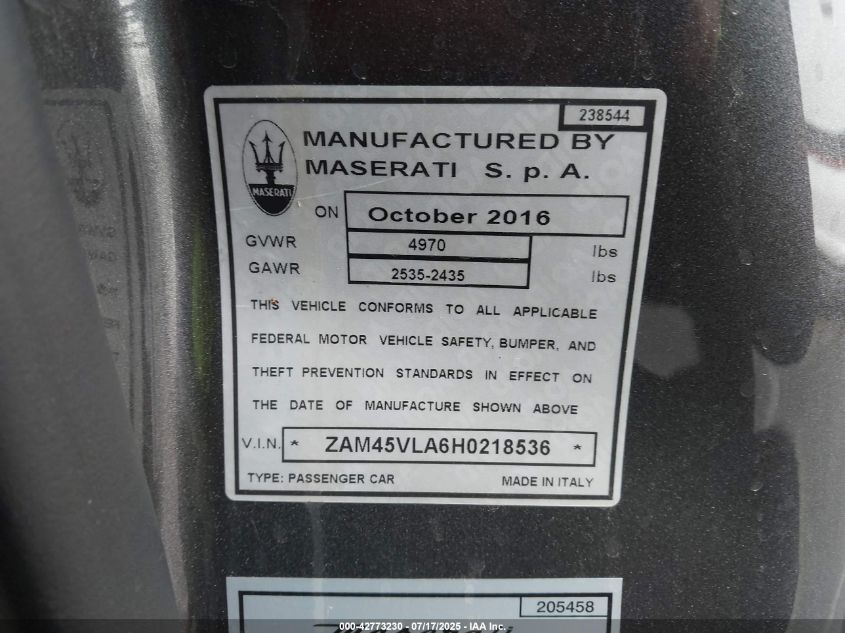 238544
MANUFACTURED BY
MASERATI S. p. A.
MASERATI
ON October 2016
GVWR 4970 lbs
GAWR 2535-2435 lbs
THIS VEHICLE CONFORMS TO ALL APPLICABLE
FEDERAL MOTOR VEHICLE SAFETY, BUMPER, AND
THEFT PREVENTION STANDARDS IN EFFECT ON
THE DATE OF MANUFACTURE SHOWN ABOVE
V.I.N. * ZAM45VLA6H0218536 *
TYPE: PASSENGER CAR MADE IN ITALY
205458
Maserati
000-42773230 - 07/17/2025 - IAA Inc.